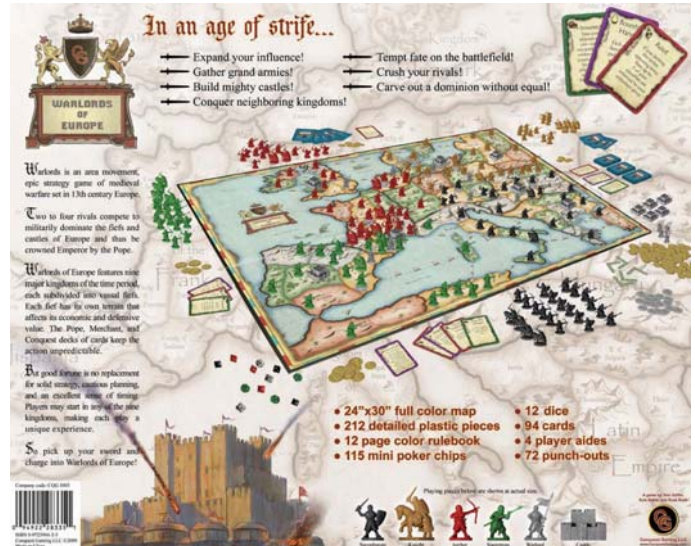 In an age of strife...
Expand your influence!
Gather grand armies!
Build mighty castles!
Conquer neighboring kingdoms!
Tempt fate on the battlefield!
Crush your rivals!
Carve out a dominion without equal!
WARLORDS
OF
EUROPE
Warlords is an area movement,
epic strategy game of medieval
warfare set in 13th century Europe.
Two to four rivals compete to
militarily dominate the fiefs and
castles of Europe and thus be
crowned Emperor by the Pope.
Warlords of Europe features nine
major kingdoms of the time period,
each subdivided into vassal fiefs.
Each fief has its own terrain that
affects its economic and defensive
value. The Pope, Merchant, and
Conquest decks of cards keep the
action unpredictable.
But good fortune is no replacement
for solid strategy, cautious planning,
and an excellent sense of timing.
Players may start in any of the nine
kingdoms, making each play a
unique experience.
So pick up your sword and
charge into Warlords of Europe!
24"x30" full color map
212 detailed plastic pieces
12 page color rulebook
115 mini poker chips
12 dice
94 cards
4 player aides
72 punch-outs
Latin
Empire
Playing pieces below are shown at actual size.
Knight
Archer
Castle